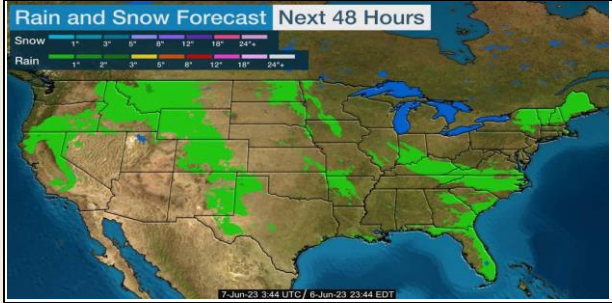 Rain and Snow Forecast Next 48 Hours
Snow
1" 3" 5" 8" 12" 18" 24"+
Rain
1" 2" 3" 5" 8" 12" 18" 24"+
7-Jun-23 3:44 UTC / 6-Jun-23 23:44 EDT